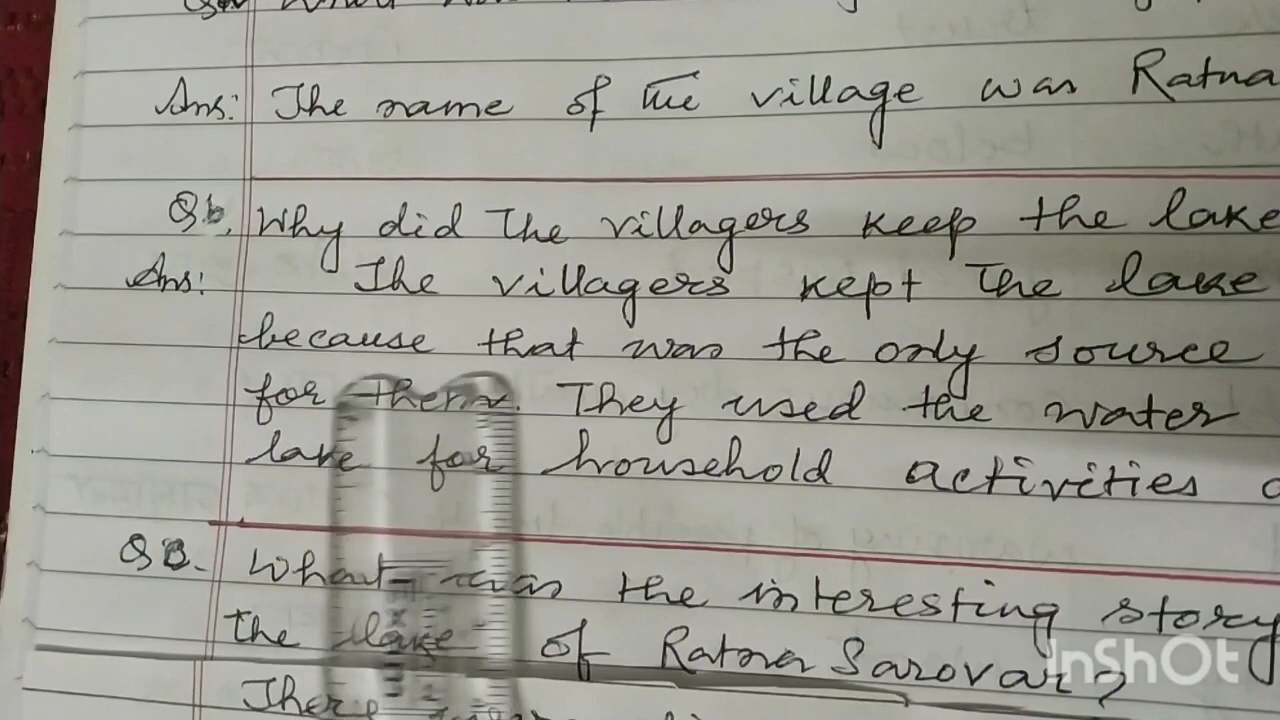 Ans: The name of the village was Ratna
Qb. Why did The villagers keep the lake
Ans: The villagers kept The lake
because that was the only source
for them. They used the water
lake for household activities
Q What was the interesting story
the lake of Ratna Sarovar?
There
InShOt